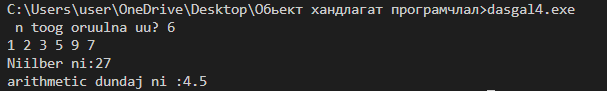 C:\Users\user\OneDrive\Desktop\Обьект хандлагат програмчлал>dasgal4.exe
n toog oruulna uu? 6
1 2 3 5 9 7
Niilber ni:27
arithmetic dundaj ni :4.5